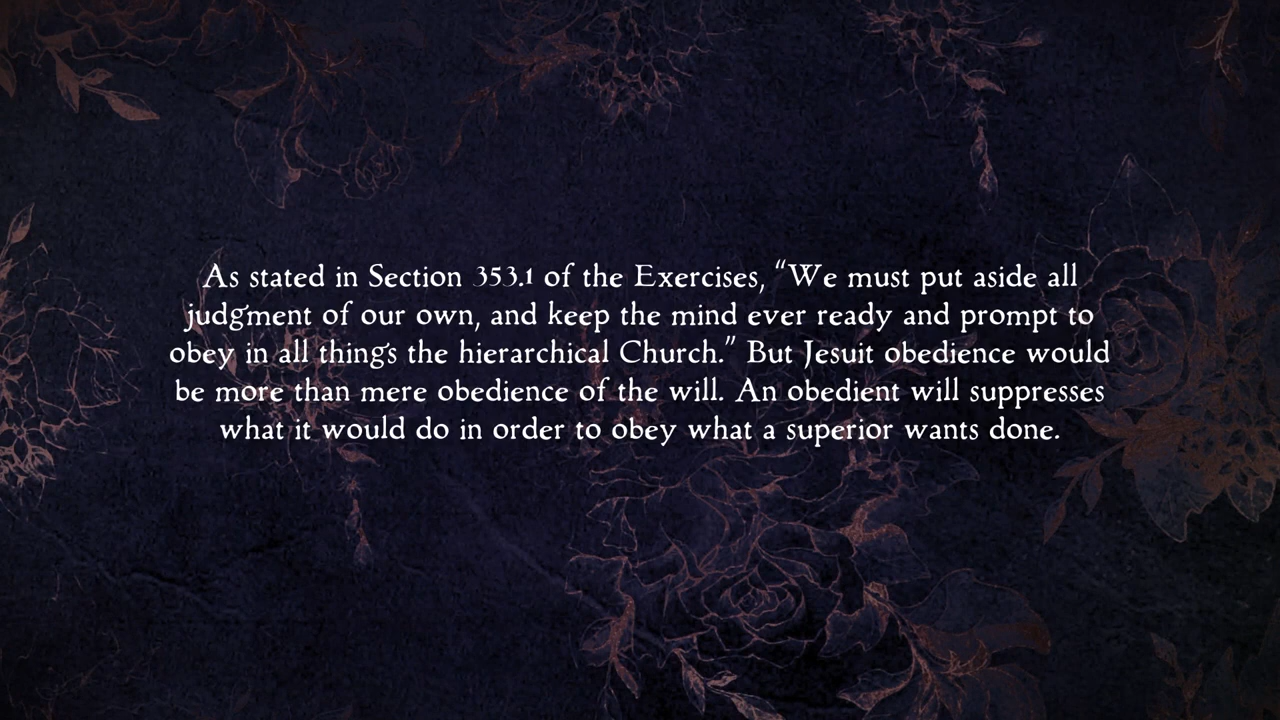 As stated in Section 353.1 of the Exercises, “We must put aside all
judgment of our own, and keep the mind ever ready and prompt to
obey in all things the hierarchical Church.” But Jesuit obedience would
be more than mere obedience of the will. An obedient will suppresses
what it would do in order to obey what a superior wants done.